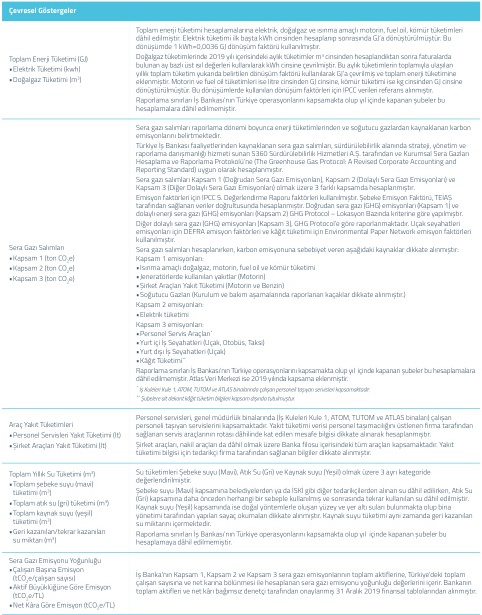 Çevresel Göstergeler
Toplam Enerji Tüketimi (GJ)
• Elektrik Tüketimi (kwh)
• Doğalgaz Tüketimi (m³)
Toplam enerji tüketimi hesaplamalarına elektrik, doğalgaz ve ısınma amaçlı motorin, fuel oil, kömür tüketimleri
dâhil edilmiştir. Elektrik tüketimi ilk başta kWh cinsinden hesaplanıp sonrasında GJ'a dönüştürülmüştür. Bu
dönüşümde 1 kWh=0,0036 GJ dönüşüm faktörü kullanılmıştır.
Doğalgaz tüketimlerinde 2019 yılı içerisindeki aylık tüketimler m³ cinsinden hesaplandıktan sonra faturalarda
bulunan ay bazlı üst ısıl değerleri kullanarak kWh cinsine çevrilmiştir. Bu aylık tüketimlerin toplamıyla ulaşılan
yıllık toplam tüketim yukarıda belirtilen dönüşüm faktörü kullanılarak GJ'a çevrilmiş ve toplam enerji tüketimine
eklenmiştir. Motorin ve fuel oil tüketimleri ise litre cinsinden GJ cinsine, kömür tüketimi ise kg cinsinden GJ cinsine
dönüştürülmüştür. Bu dönüşümlerde kullanılan dönüşüm faktörleri için IPCC verileri referans alınmıştır.
Raporlama sınırları İş Bankası'nın Türkiye operasyonlarını kapsamakta olup yıl içinde kapanan şubeler bu
hesaplamalara dâhil edilmemiştir.
Sera Gazı Salımları
• Kapsam 1 (ton CO₂e)
• Kapsam 2 (ton CO₂e)
• Kapsam 3 (ton CO₂e)
Sera gazı salımları raporlama dönemi boyunca enerji tüketimlerinden ve soğutucu gazlardan kaynaklanan karbon
emisyonlarını belirtmektedir.
Türkiye İş Bankası faaliyetlerinden kaynaklanan sera gazı salımları, sürdürülebilirlik alanında strateji, yönetim ve
raporlama danışmanlığı hizmeti sunan S360 Sürdürülebilirlik Hizmetleri A.Ş. tarafından ve Kurumsal Sera Gazları
Hesaplama ve Raporlama Protokolü'ne (The Greenhouse Gas Protocol: A Revised Corporate Accounting and
Reporting Standard) uygun olarak hesaplanmıştır.
Sera gazı salımları Kapsam 1 (Doğrudan Sera Gazı Emisyonları), Kapsam 2 (Dolaylı Sera Gazı Emisyonları) ve
Kapsam 3 (Diğer Dolaylı Sera Gazı Emisyonları) olmak üzere 3 farklı kapsamda hesaplanmıştır.
Emisyon faktörleri için IPCC 5. Değerlendirme Raporu faktörleri kullanılmıştır. Şebeke Emisyon Faktörü, TEİAŞ
tarafından sağlanan veriler doğrultusunda hesaplanmıştır. Doğrudan sera gazı (GHG) emisyonları (Kapsam 1) ve
dolaylı enerji sera gazı (GHG) emisyonları (Kapsam 2) GHG Protocol – Lokasyon Bazında kriterine göre yapılmıştır.
Diğer dolaylı sera gazı (GHG) emisyonları (Kapsam 3), GHG Protocol'e göre raporlanmaktadır. Uçak seyahatleri
emisyonları için DEFRA emisyon faktörleri ve kâğıt tüketimi için Environmental Paper Network emisyon faktörleri
kullanılmıştır.
Sera gazı salımları hesaplanırken, karbon emisyonuna sebebiyet veren aşağıdaki kaynaklar dikkate alınmıştır:
Kapsam 1 emisyonları:
• Isınma amaçlı doğalgaz, motorin, fuel oil ve kömür tüketimi
• Jeneratörlerde kullanılan yakıtlar (Motorin)
• Şirket Araçları Yakıt Tüketimi (Motorin ve Benzin)
• Soğutucu Gazları (Kurulum ve bakım aşamalarında raporlanan kaçaklar dikkate alınmıştır.)
Kapsam 2 emisyonları:
• Elektrik tüketimi
Kapsam 3 emisyonları:
• Personel Servis Araçları*
• Yurt içi İş Seyahatleri (Uçak, Otobüs, Taksi)
• Yurt dışı İş Seyahatleri (Uçak)
• Kâğıt Tüketimi**
Raporlama sınırları İş Bankası'nın Türkiye operasyonlarını kapsamakta olup yıl içinde kapanan şubeler bu hesaplamalara
dâhil edilmemiştir. Atlas Veri Merkezi ise 2019 yılında kapsama eklenmiştir.
* İş Kuleleri Kule 1, ATOM, TUTOM ve ATLAS binalarında çalışan personel taşıyan servisleri kapsamaktadır.
** Şubelere ait dekont kâğıt tüketim bilgileri kapsam dışında tutulmuştur.
Araç Yakıt Tüketimleri
• Personel Servisleri Yakıt Tüketimi (lt)
• Şirket Araçları Yakıt Tüketimi (lt)
Personel servisleri, genel müdürlük binalarında (İş Kuleleri Kule 1, ATOM, TUTOM ve ATLAS binaları) çalışan
personeli taşıyan servislerini kapsamaktadır. Yakıt tüketimi verisi personel taşımacılığını üstlenen firma tarafından
sağlanan servis araçlarının rotası dâhilinde kat edilen mesafe bilgisi dikkate alınarak hesaplanmıştır.
Şirket araçları, nakil araçları da dâhil olmak üzere Banka filosu içerisindeki tüm araçları kapsamaktadır. Yakıt
tüketimi bilgisi için tedarikçi firma tarafından sağlanan bilgiler dikkate alınmıştır.
Toplam Yıllık Su Tüketimi (m³)
• Toplam şebeke suyu (mavi)
tüketimi (m³)
• Toplam atık su (gri) tüketimi (m³)
• Toplam kaynak suyu (yeşil)
tüketimi (m³)
• Geri kazanılan/tekrar kazanılan
su miktarı (m³)
Su tüketimleri Şebeke suyu (Mavi), Atık Su (Gri) ve Kaynak suyu (Yeşil) olmak üzere 3 ayrı kategoride
değerlendirilmiştir.
Şebeke suyu (Mavi) kapsamına belediyelerden ya da (SKI) gibi diğer tedarikçilerden alınan su dâhil edilirken, Atık Su
(Gri) kapsamına daha önceden herhangi bir sebeple kullanılmış ve sonrasında tekrar kullanılan su dâhil edilmiştir.
Kaynak suyu (Yeşil) kapsamında ise doğal yöntemlerle oluşan yüzey ve yer altı suları bulunmakta olup bina
yönetimi tarafından yapılan sayaç okumaları dikkate alınmıştır. Kaynak suyu tüketimi aynı zamanda geri kazanılan
su miktarını içermektedir.
Raporlama sınırları İş Bankası'nın Türkiye operasyonlarını kapsamakta olup yıl içinde kapanan şubeler bu
hesaplamaya dâhil edilmemiştir.
Sera Gazı Emisyonu Yoğunluğu
• Çalışan Başına
(tCO₂e/çalışan sayısı)
• Aktif Büyüklüğüne Göre Emisyon
(tCO₂e/TL)
• Net Kâra Göre Emisyon (tCO₂e/TL)
İş Banka'nın Kapsam 1, Kapsam 2 ve Kapsam 3 sera gazı emisyonlarının toplam aktiflerine, Türkiye'deki toplam
çalışan sayısına ve net karına bölünmesi ile hesaplanan sera gazı emisyonu yoğunluğu değerlerini içerir. Bankanın
toplam aktifleri ve net kârı bağımsız denetçi tarafından onaylanmış 31 Aralık 2019 finansal tablolarından alınmıştır.